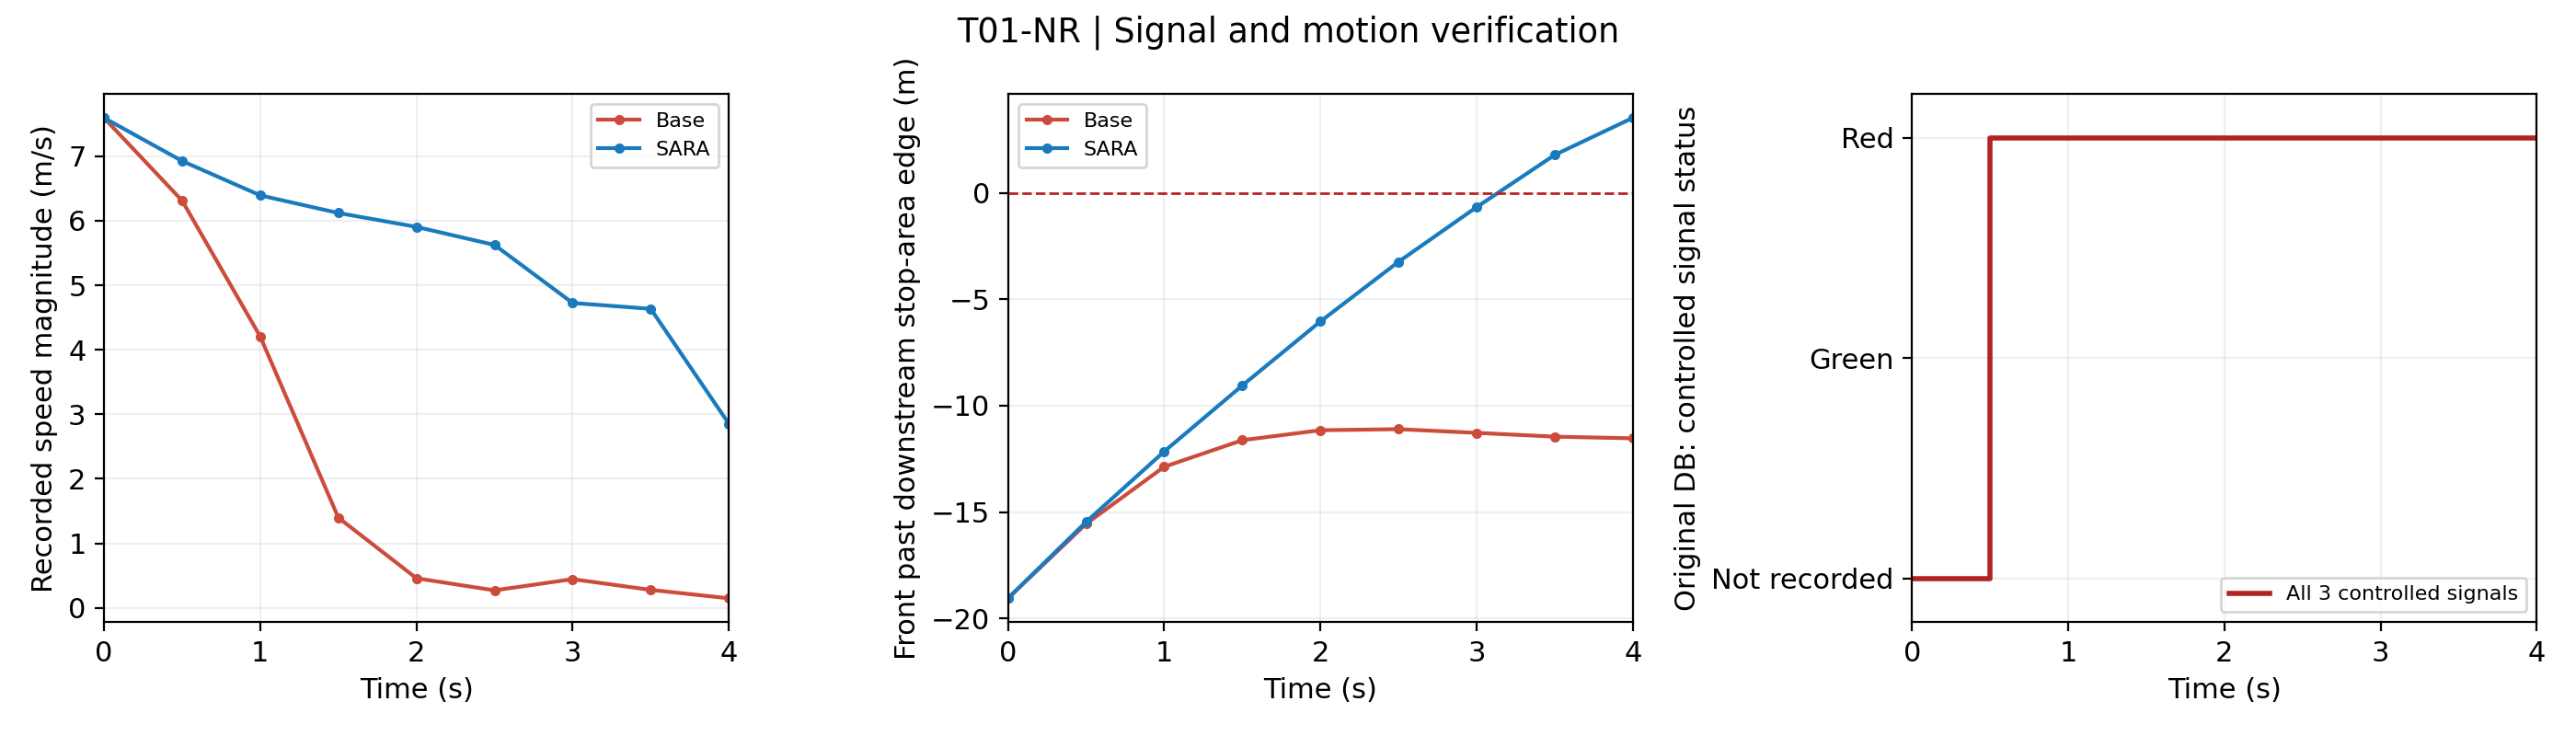 T01-NR | Signal and motion verification
Recorded speed magnitude (m/s)
7
6
5
4
3
2
1
0
0 1 2 3 4
Time (s)
Base
SARA
Front past downstream stop-area edge (m)
0
−5
−10
−15
−20
0 1 2 3 4
Time (s)
Base
SARA
Original DB: controlled signal status
Red
Green
Not recorded
0 1 2 3 4
Time (s)
All 3 controlled signals